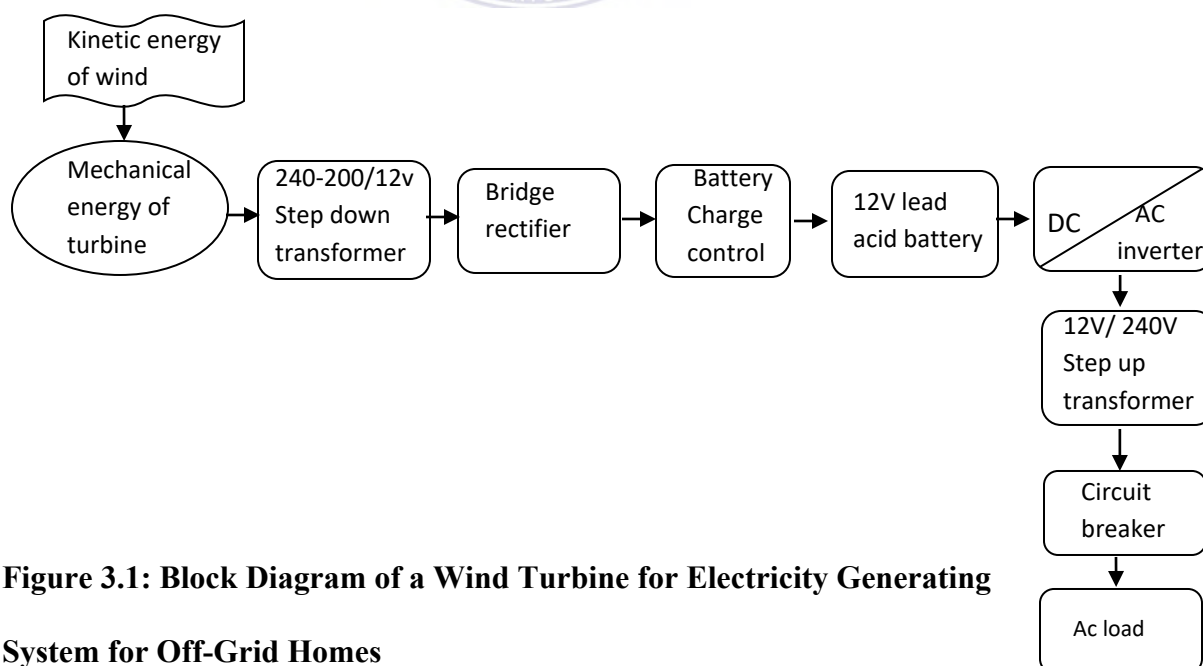 Kinetic energy
of wind
Mechanical
energy of
turbine
240-200/12v
Step down
transformer
Bridge
rectifier
Battery
Charge
control
12V lead
acid battery
DC
AC
inverter
12V/ 240V
Step up
transformer
Circuit
breaker
Ac load
Figure 3.1: Block Diagram of a Wind Turbine for Electricity Generating
System for Off-Grid Homes